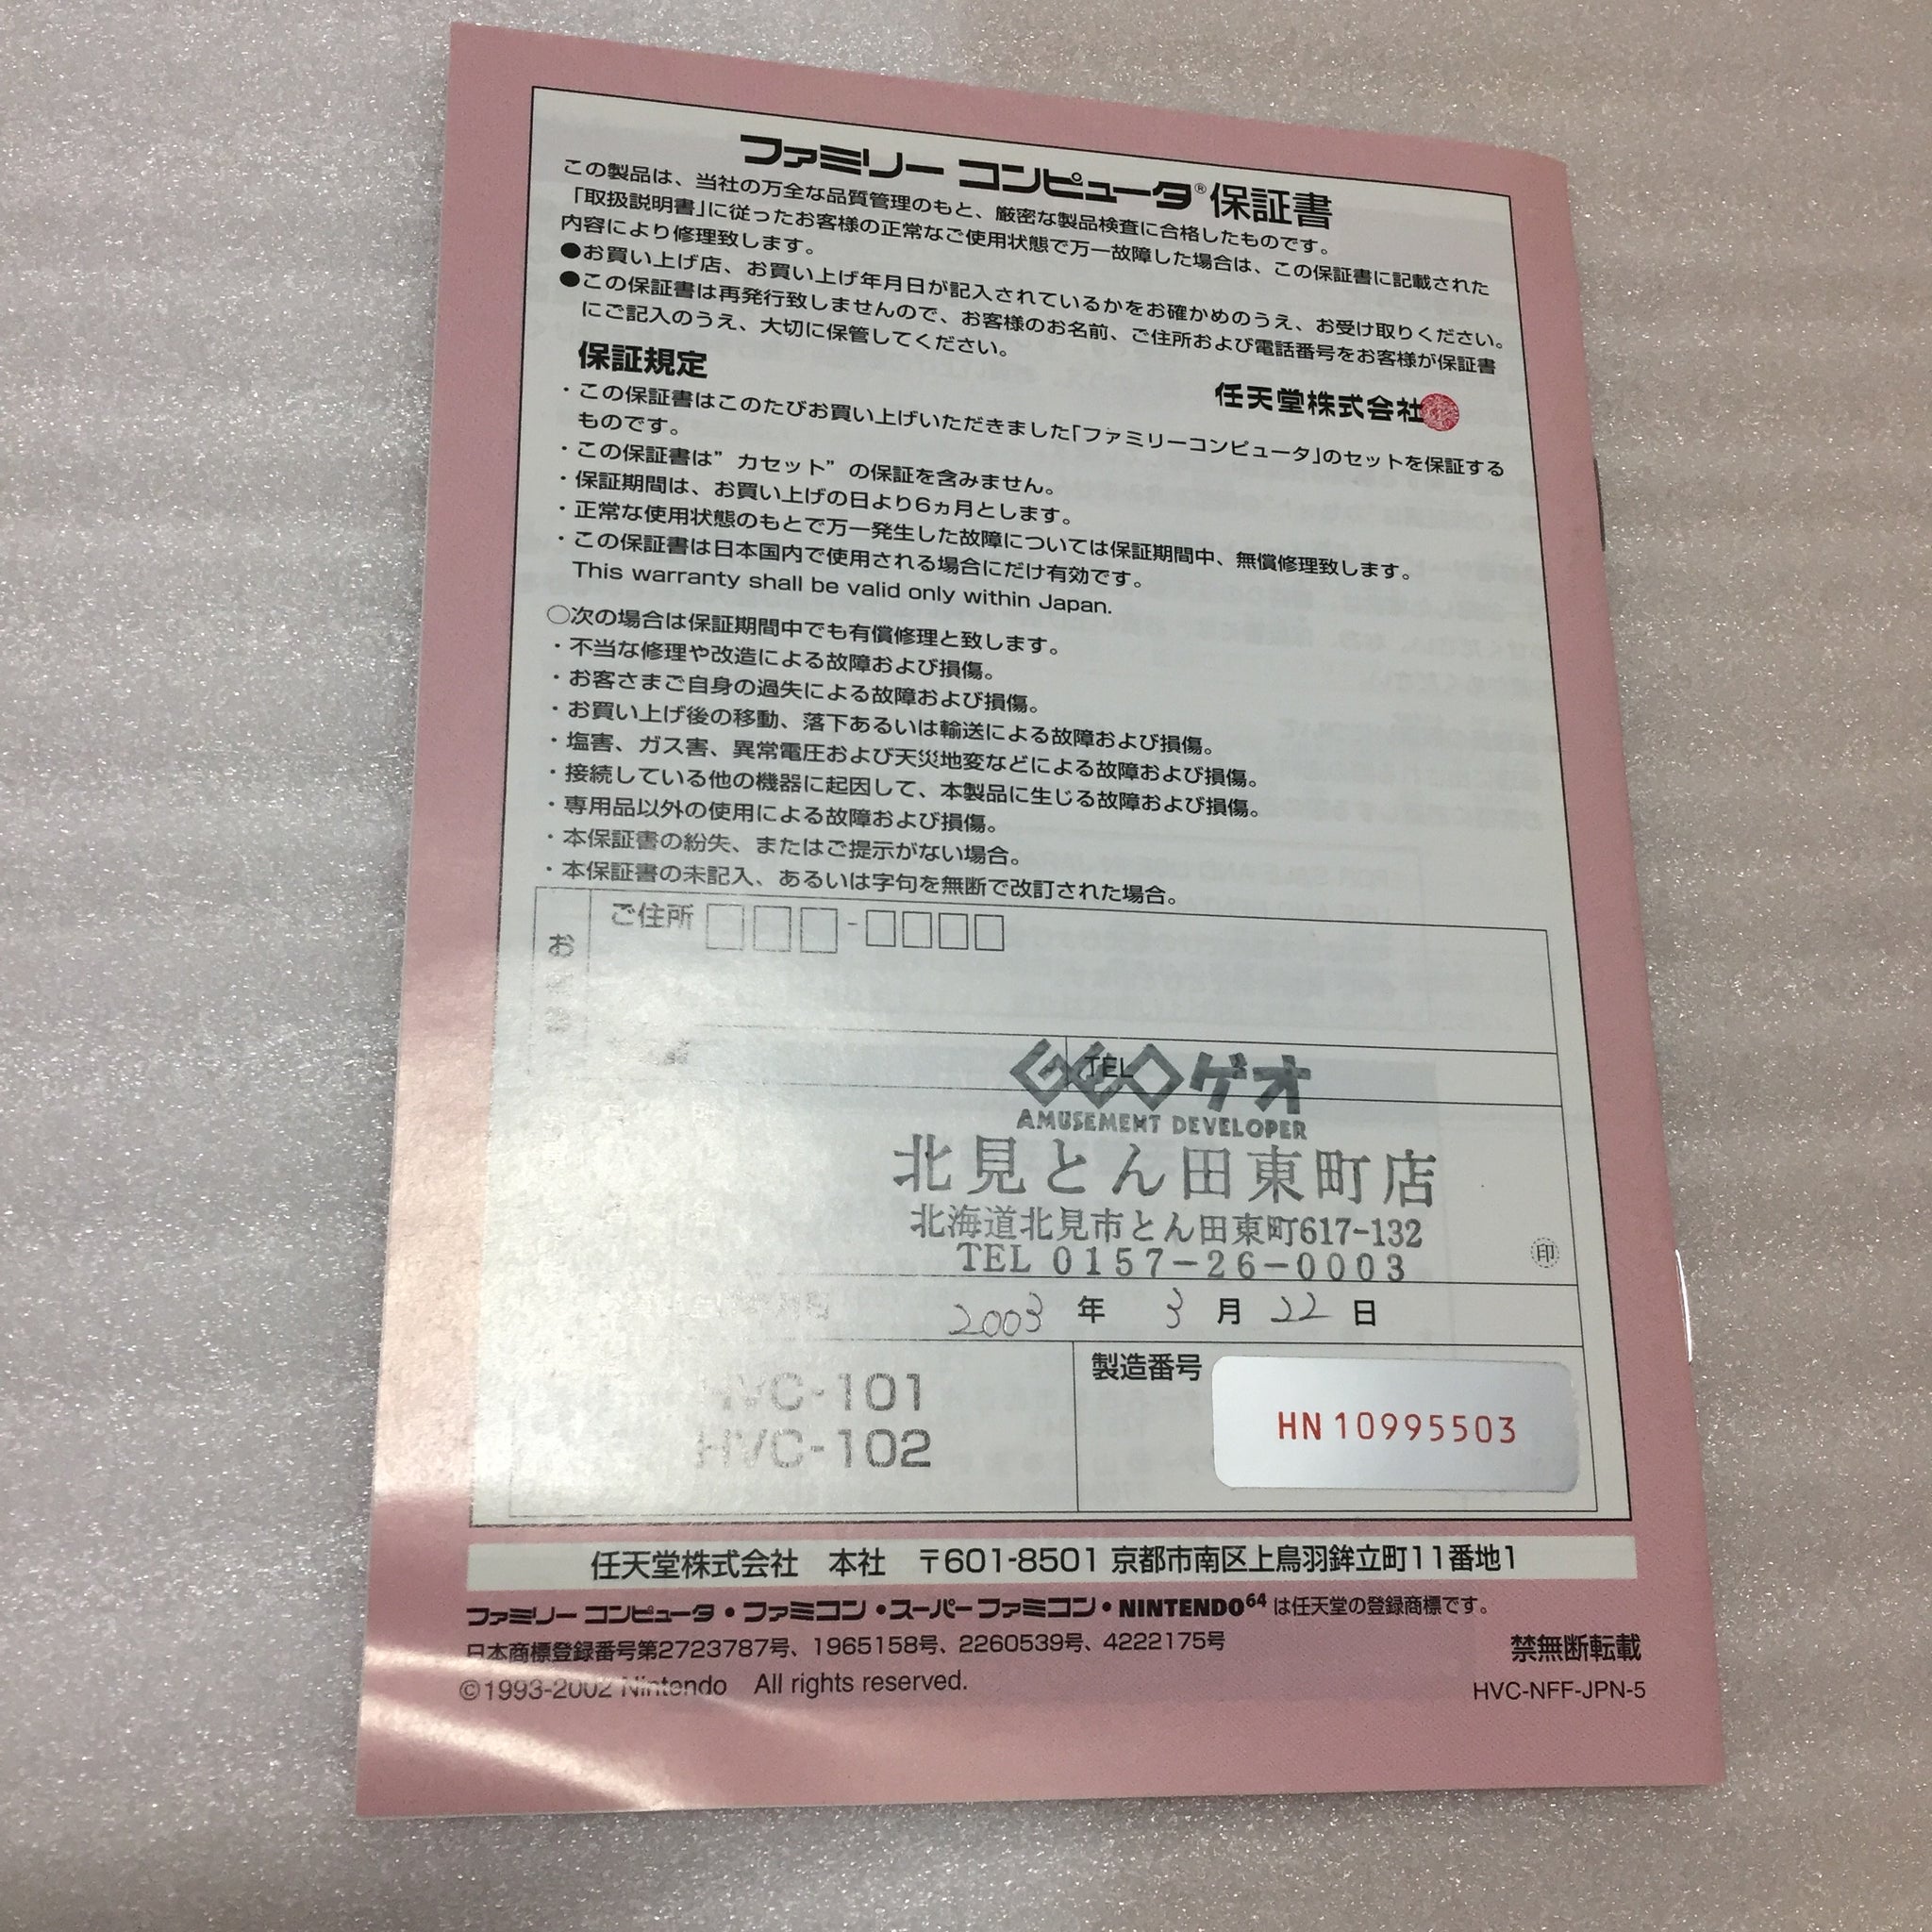 ファミリー コンピュータ®保証書
この製品は、当社の万全な品質管理のもと、厳密な製品検査に合格したものです。
「取扱説明書」に従ったお客様の正常なご使用状態で万一故障した場合は、この保証書に記載された
内容により修理致します。
●お買い上げ店、お買い上げ年月日が記入されているかをお確かめのうえ、お受け取りください。
●この保証書は再発行致しませんので、お客様のお名前、ご住所および電話番号をお客様が保証書
にご記入のうえ、大切に保管してください。
任天堂株式会社
保証規定
・この保証書はこのたびお買い上げいただきました「ファミリーコンピュータ」のセットを保証する
ものです。
・この保証書は”カセット”の保証を含みません。
・保証期間は、お買い上げの日より6ヵ月とします。
・正常な使用状態のもとで万一発生した故障については保証期間中、無償修理致します。
・この保証書は日本国内で使用される場合にだけ有効です。
This warranty shall be valid only within Japan.
○次の場合は保証期間中でも有償修理と致します。
・不当な修理や改造による故障および損傷。
・お客さまご自身の過失による故障および損傷。
・お買い上げ後の移動、落下あるいは輸送による故障および損傷。
・塩害、ガス害、異常電圧および天災地変などによる故障および損傷。
・接続している他の機器に起因して、本製品に生じる故障および損傷。
・専用品以外の使用による故障および損傷。
・本保証書の紛失、またはご提示がない場合。
・本保証書の未記入、あるいは字句を無断で改訂された場合。
お
ご住所 □□□-□□□□
TEL
GEOゲオ
AMUSEMENT DEVELOPER
北見とん田東町店
北海道北見市とん田東町617-132
TEL 0157-26-0003
印
2003 年 3 月 22 日
HVC-101
HVC-102
製造番号
HN 10995503
任天堂株式会社 本社 〒601-8501 京都市南区上鳥羽鉾立町11番地1
ファミリー コンピュータ・ファミコン・スーパーファミコン・NINTENDO64 は任天堂の登録商標です。
日本商標登録番号第2723787号、1965158号、2260539号、4222175号
禁無断転載
©1993-2002 Nintendo All rights reserved.
HVC-NFF-JPN-5